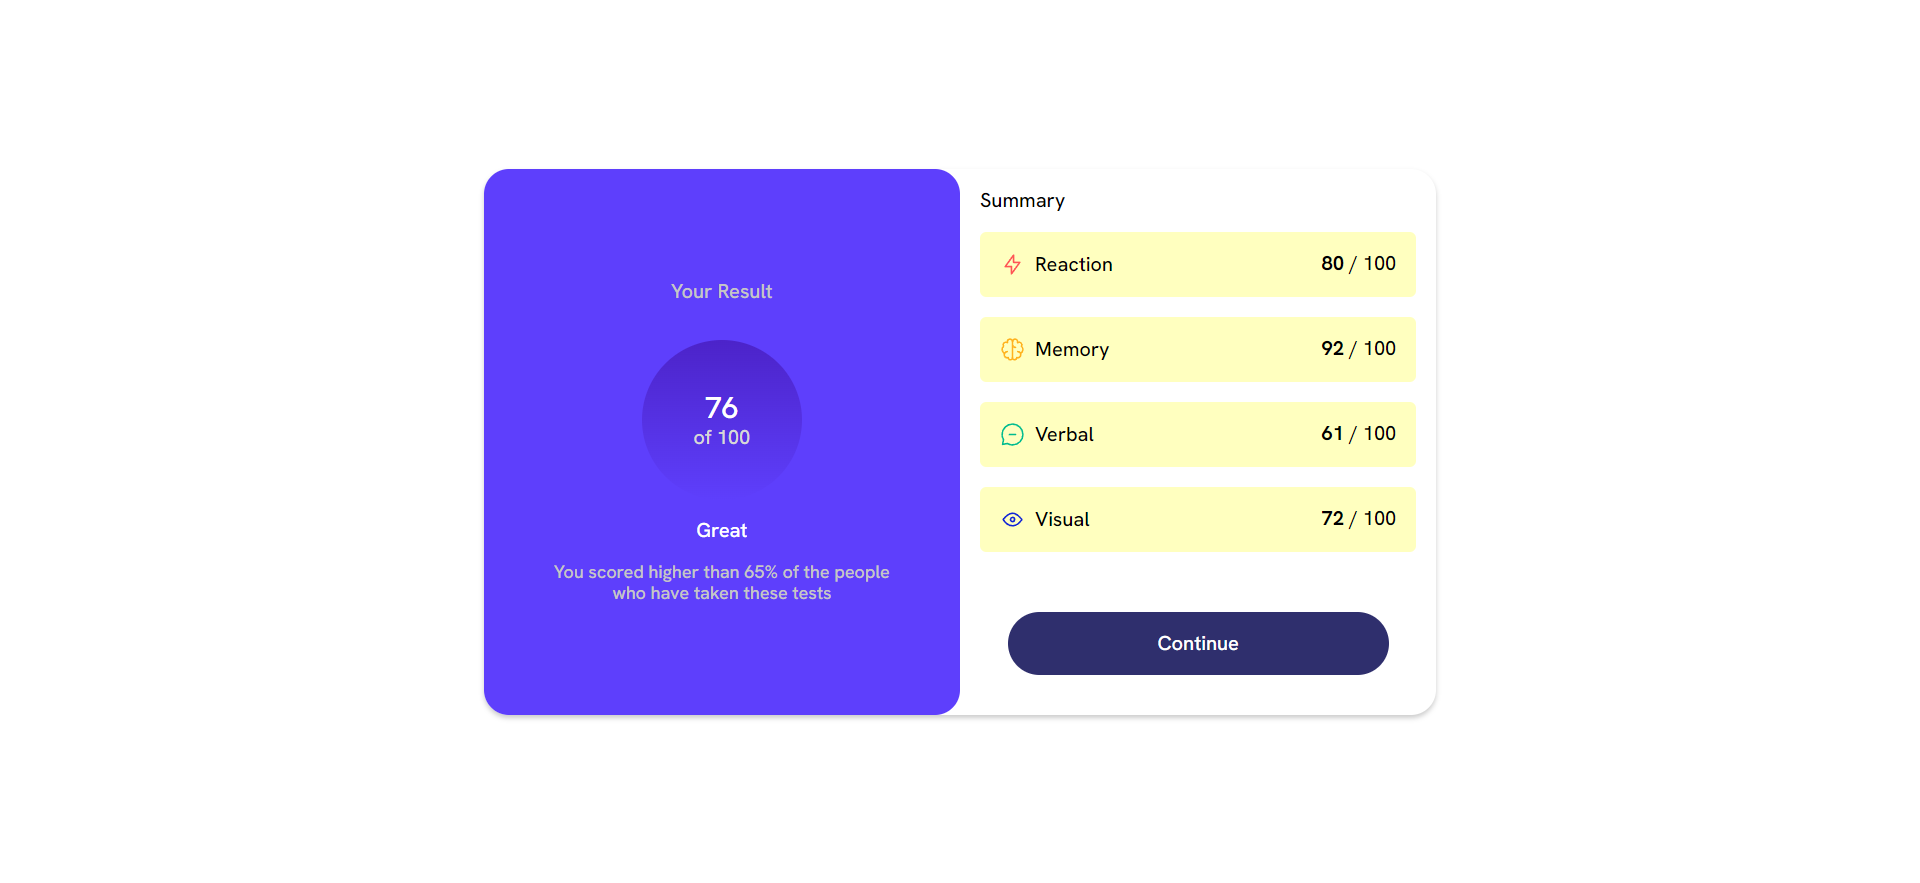 Your Result
76
of 100
Great
You scored higher than 65% of the people
who have taken these tests
Summary
Reaction 80 / 100
Memory 92 / 100
Verbal 61 / 100
Visual 72 / 100
Continue